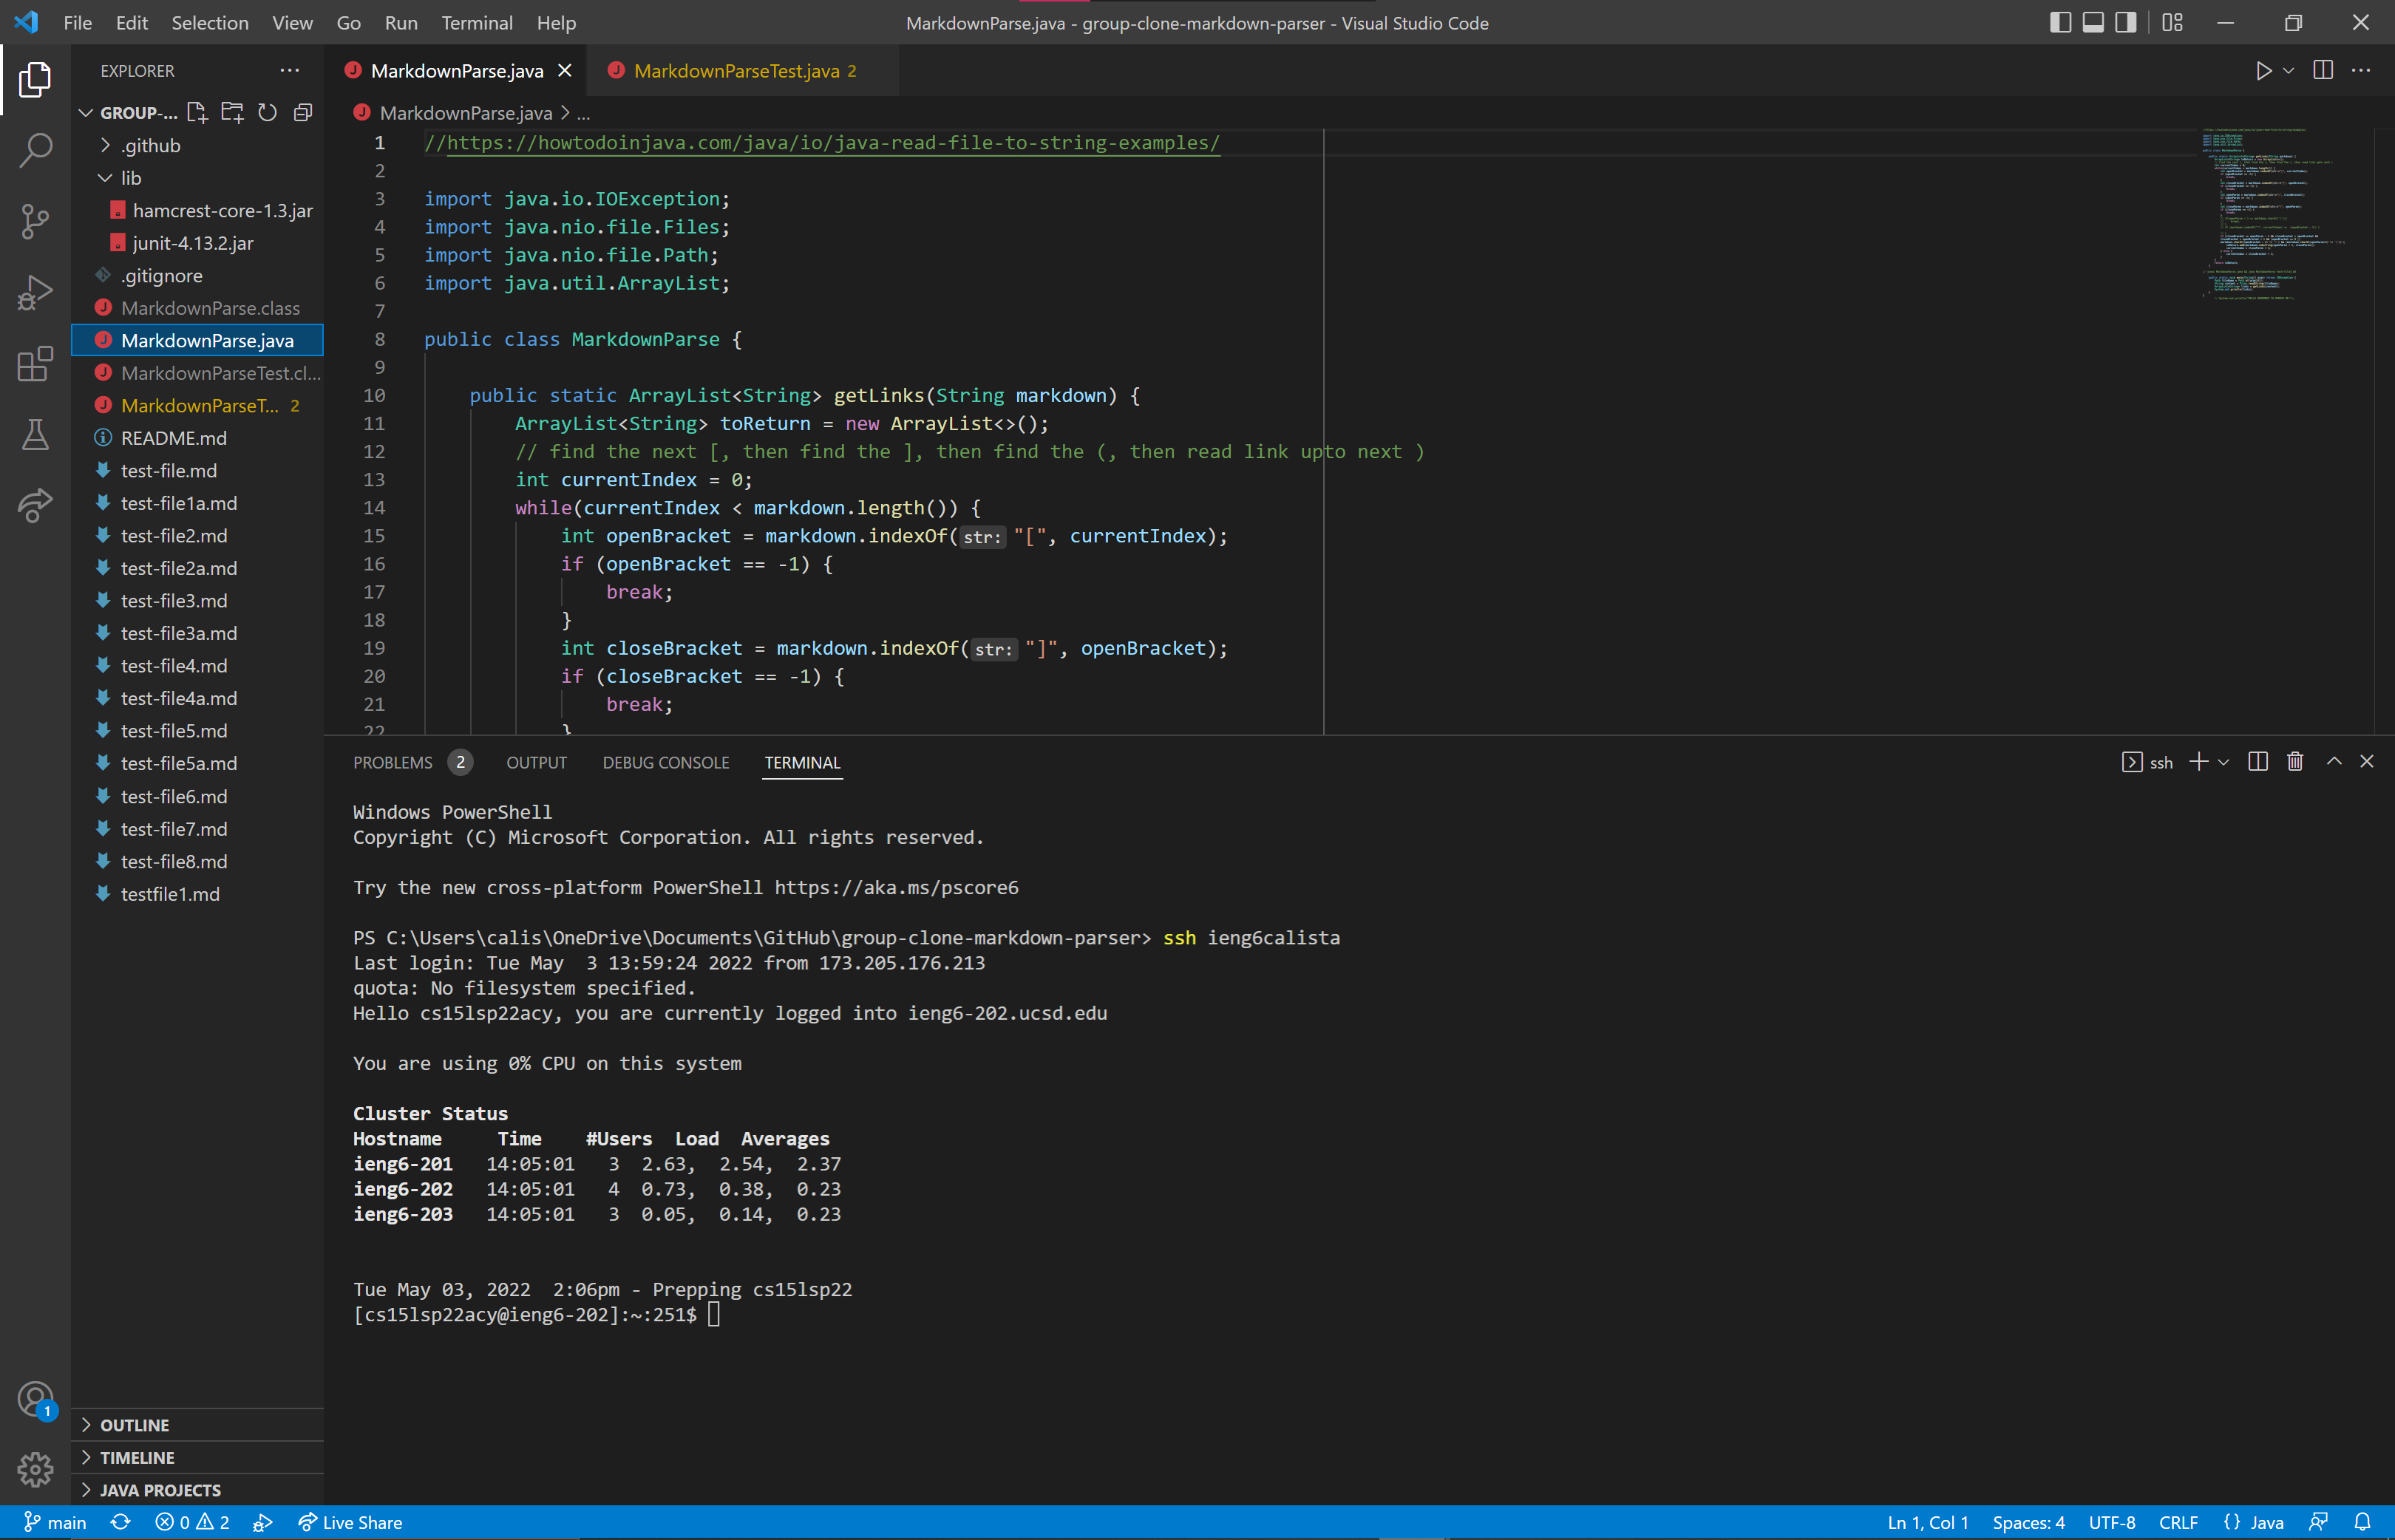 File Edit Selection View Go Run Terminal Help
MarkdownParse.java - group-clone-markdown-parser - Visual Studio Code
EXPLORER
GROUP-...
.github
lib
hamcrest-core-1.3.jar
junit-4.13.2.jar
.gitignore
MarkdownParse.class
MarkdownParse.java
MarkdownParseTest.cl...
MarkdownParseT... 2
README.md
test-file.md
test-file1a.md
test-file2.md
test-file2a.md
test-file3.md
test-file3a.md
test-file4.md
test-file4a.md
test-file5.md
test-file5a.md
test-file6.md
test-file7.md
test-file8.md
testfile1.md
OUTLINE
TIMELINE
JAVA PROJECTS
1
MarkdownParse.java
MarkdownParseTest.java 2
MarkdownParse.java > ...
1 //https://howtodoinjava.com/java/io/java-read-file-to-string-examples/
2
3 import java.io.IOException;
4 import java.nio.file.Files;
5 import java.nio.file.Path;
6 import java.util.ArrayList;
7
8 public class MarkdownParse {
9
10 public static ArrayList<String> getLinks(String markdown) {
11 ArrayList<String> toReturn = new ArrayList<>();
12 // find the next [, then find the ], then find the (, then read link upto next )
13 int currentIndex = 0;
14 while(currentIndex < markdown.length()) {
15 int openBracket = markdown.indexOf(str: "[", currentIndex);
16 if (openBracket == -1) {
17 break;
18 }
19 int closeBracket = markdown.indexOf(str: "]", openBracket);
20 if (closeBracket == -1) {
21 break;
22 }
PROBLEMS 2 OUTPUT DEBUG CONSOLE TERMINAL
ssh
Windows PowerShell
Copyright (C) Microsoft Corporation. All rights reserved.
Try the new cross-platform PowerShell https://aka.ms/pscore6
PS C:\Users\calis\OneDrive\Documents\GitHub\group-clone-markdown-parser> ssh ieng6calista
Last login: Tue May  3 13:59:24 2022 from 173.205.176.213
quota: No filesystem specified.
Hello cs15lsp22acy, you are currently logged into ieng6-202.ucsd.edu
You are using 0% CPU on this system
Cluster Status
Hostname Time #Users Load Averages
ieng6-201 14:05:01 3 2.63, 2.54, 2.37
ieng6-202 14:05:01 4 0.73, 0.38, 0.23
ieng6-203 14:05:01 3 0.05, 0.14, 0.23
Tue May 03, 2022  2:06pm - Prepping cs15lsp22
[cs15lsp22acy@ieng6-202]:~:251$
main 0 2 Live Share
Ln 1, Col 1 Spaces: 4 UTF-8 CRLF {} Java